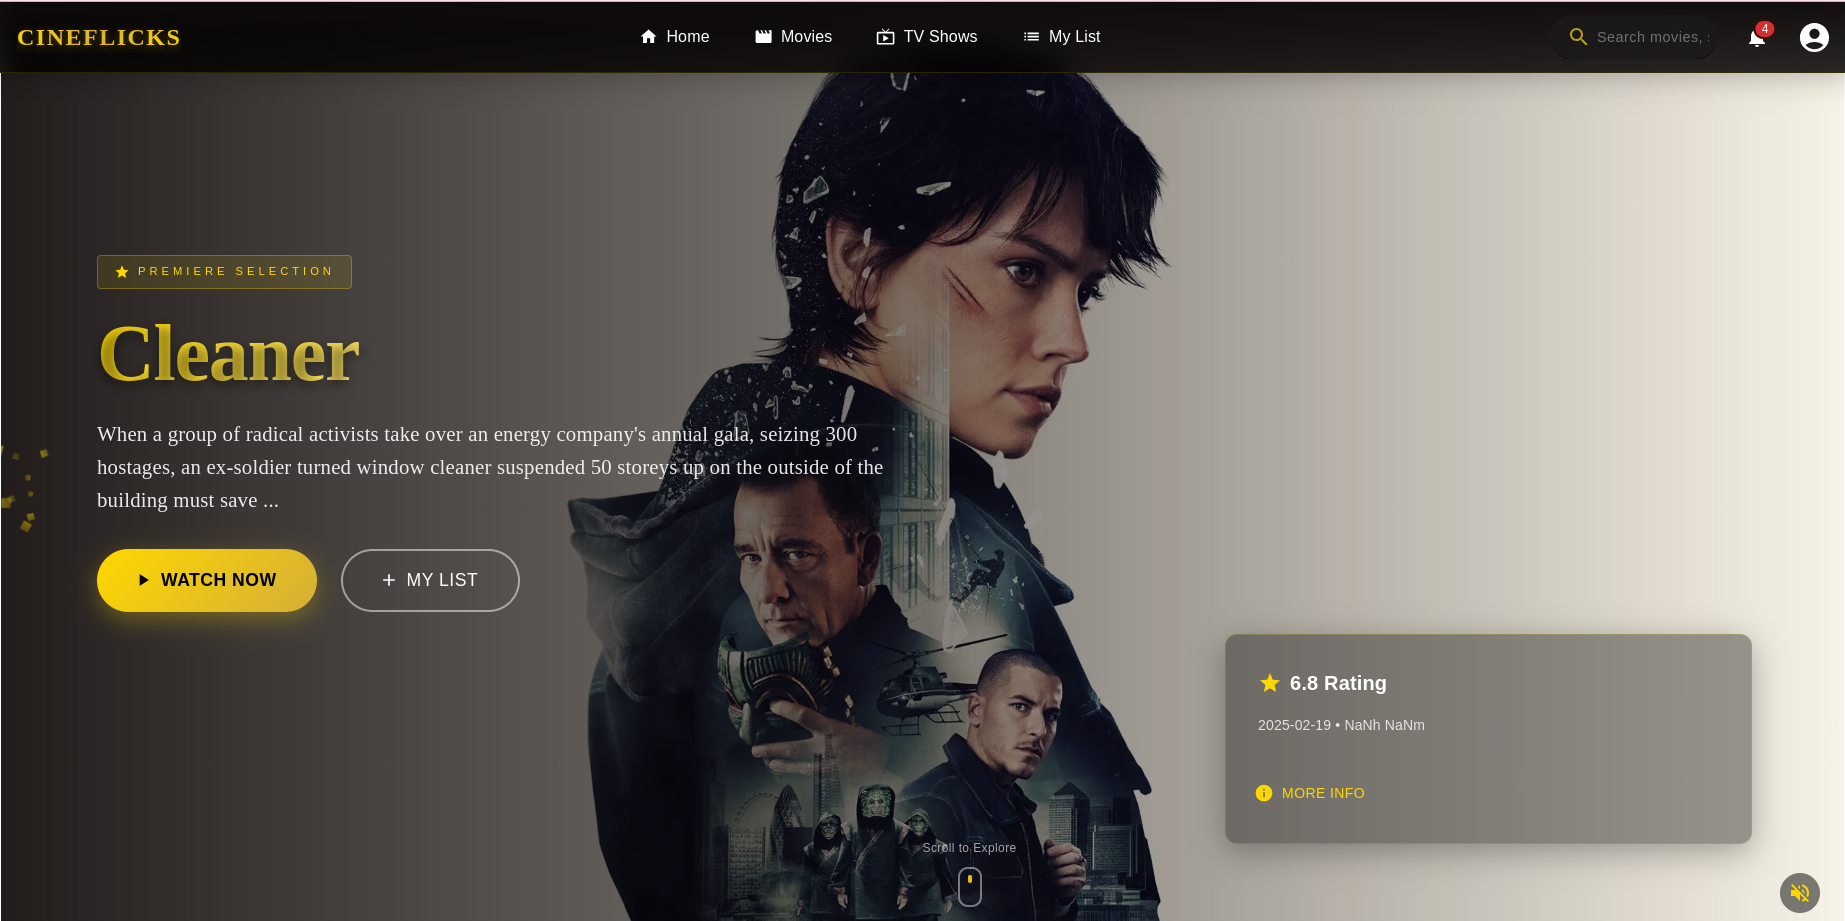 CINEFLICKS
Home
Movies
TV Shows
My List
Search movies,
4
PREMIERE SELECTION
Cleaner
When a group of radical activists take over an energy company's annual gala, seizing 300
hostages, an ex-soldier turned window cleaner suspended 50 storeys up on the outside of the
building must save ...
WATCH NOW
+ MY LIST
6.8 Rating
2025-02-19 • NaNh NaNm
MORE INFO
Scroll to Explore